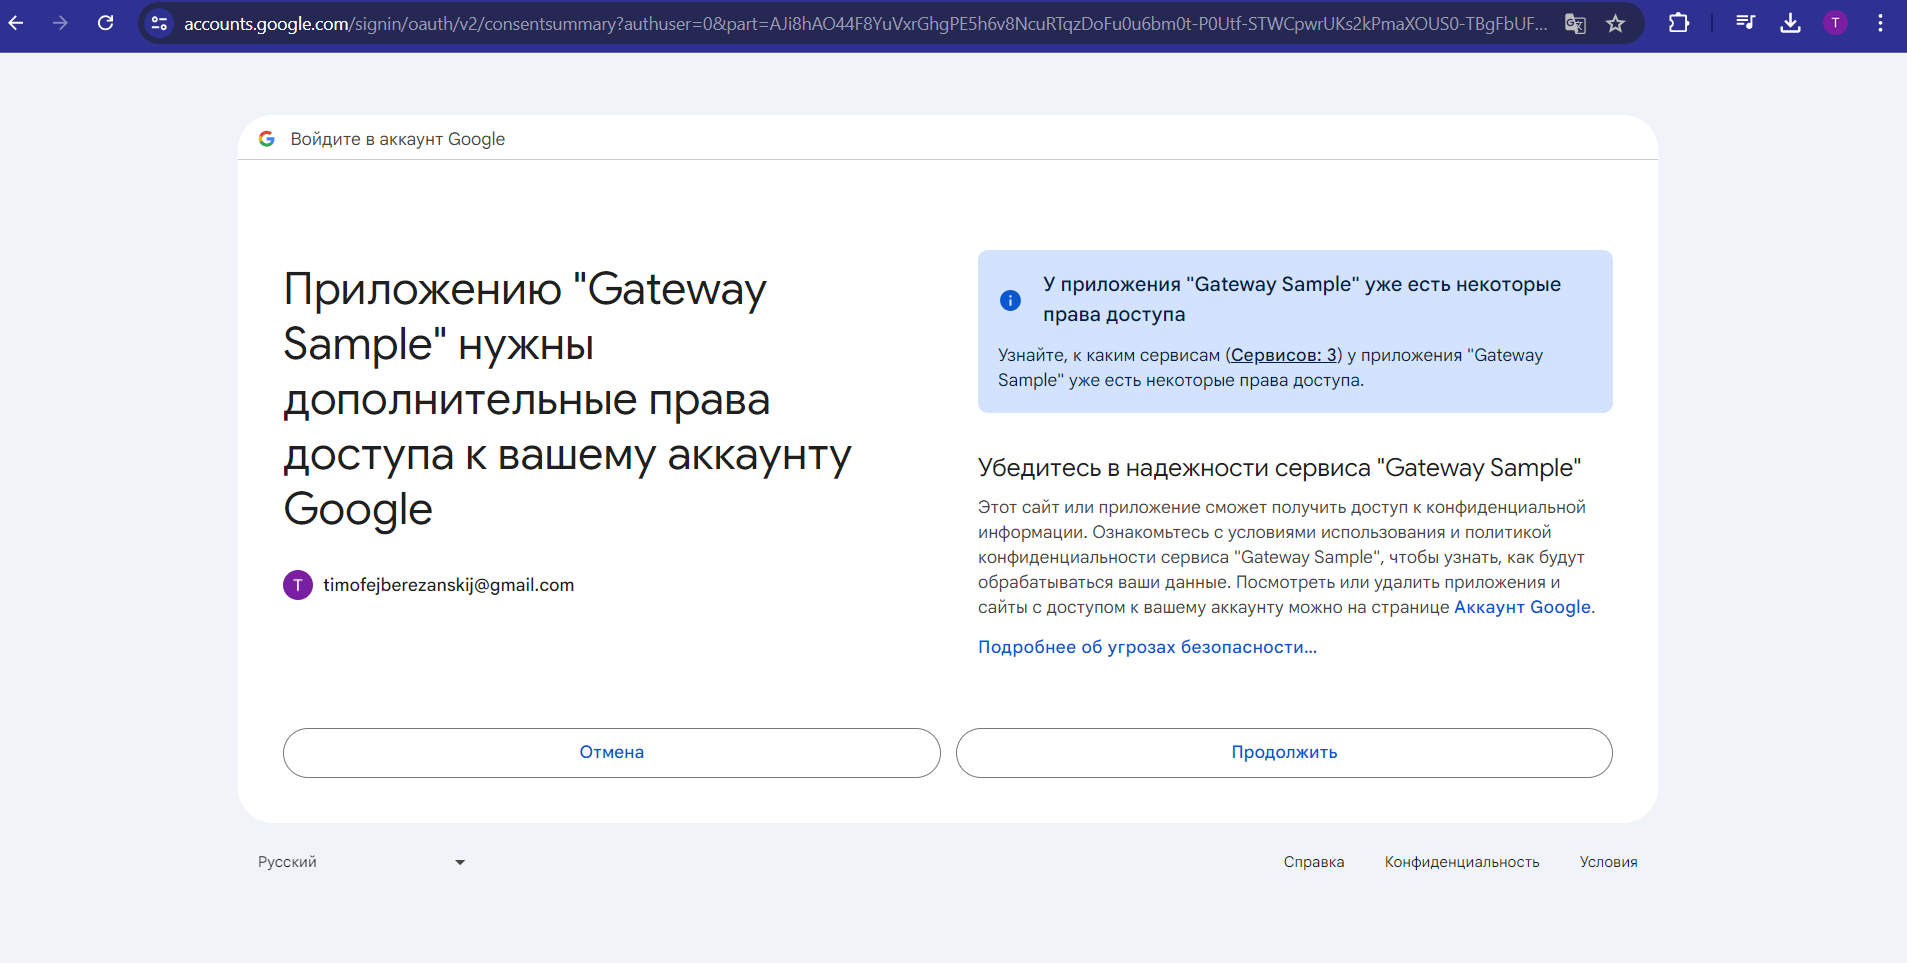 accounts.google.com/signin/oauth/v2/consentsummary?authuser=0&part=AJi8hAO44F8YuVxrGhgPE5h6v8NcuRTqzDoFu0u6bm0t-P0Utf-STWCpwrUKs2kPmaXOUS0-TBgFbUF...
T
Войдите в аккаунт Google
Приложению "Gateway
Sample" нужны
дополнительные права
доступа к вашему аккаунту
Google
T timofejberezanskij@gmail.com
У приложения "Gateway Sample" уже есть некоторые
права доступа
Узнайте, к каким сервисам (Сервисов: 3) у приложения "Gateway
Sample" уже есть некоторые права доступа.
Убедитесь в надежности сервиса "Gateway Sample"
Этот сайт или приложение сможет получить доступ к конфиденциальной
информации. Ознакомьтесь с условиями использования и политикой
конфиденциальности сервиса "Gateway Sample", чтобы узнать, как будут
обрабатываться ваши данные. Посмотреть или удалить приложения и
сайты с доступом к вашему аккаунту можно на странице Аккаунт Google.
Подробнее об угрозах безопасности...
Отмена
Продолжить
Русский
Справка
Конфиденциальность
Условия